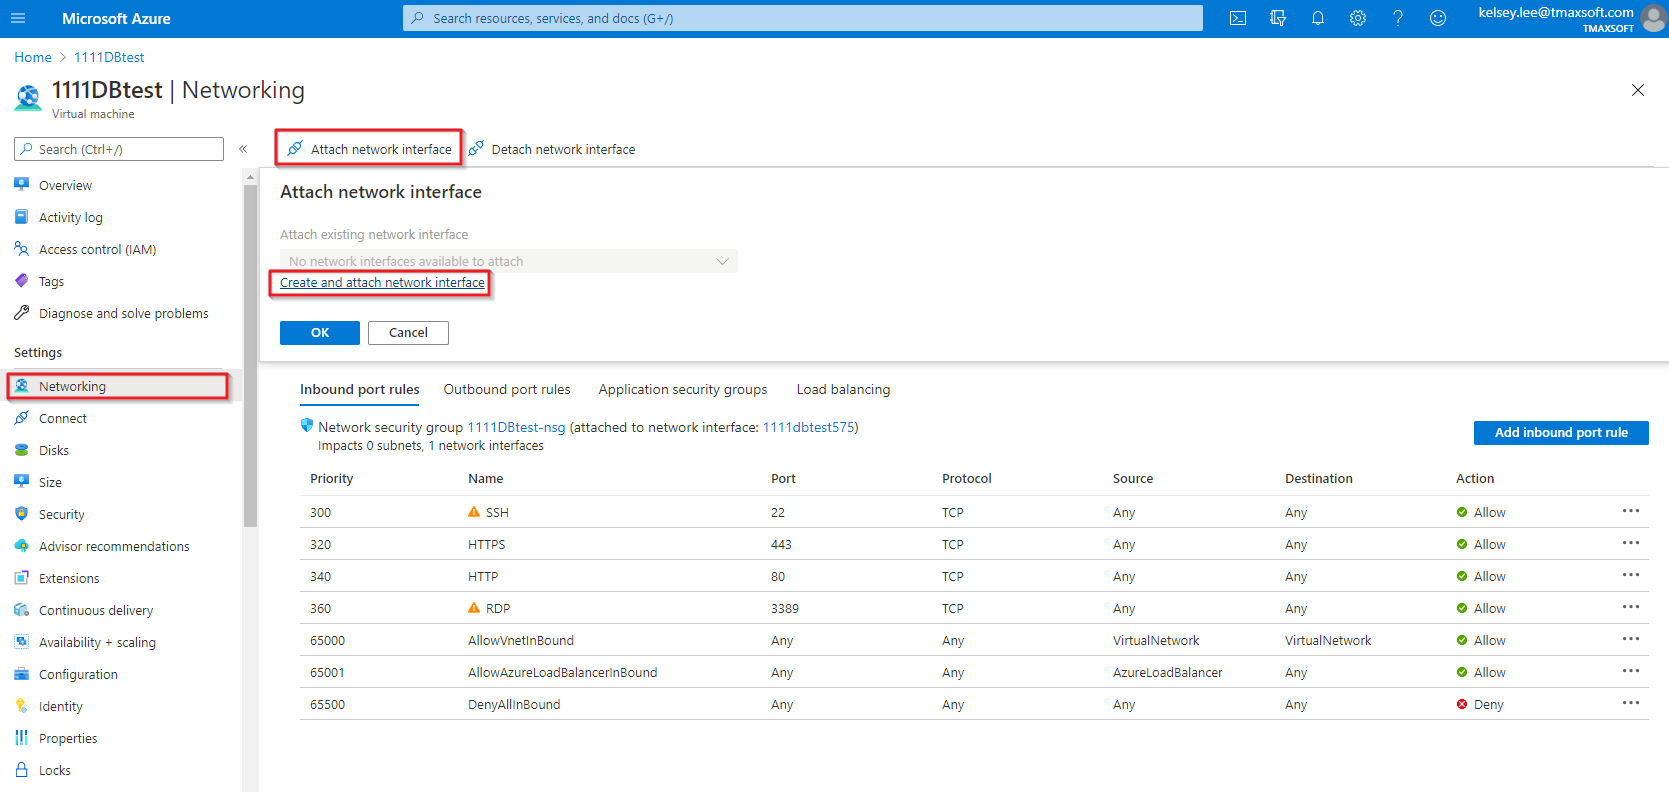 Microsoft Azure
Search resources, services, and docs (G+/)
kelsey.lee@tmaxsoft.com
TMAXSOFT
Home > 1111DBtest
1111DBtest | Networking
Virtual machine
Search (Ctrl+/)
«
Overview
Activity log
Access control (IAM)
Tags
Diagnose and solve problems
Settings
Networking
Connect
Disks
Size
Security
Advisor recommendations
Extensions
Continuous delivery
Availability + scaling
Configuration
Identity
Properties
Locks
Attach network interface
Detach network interface
Attach network interface
Attach existing network interface
No network interfaces available to attach
Create and attach network interface
OK
Cancel
Inbound port rules Outbound port rules Application security groups Load balancing
Network security group 1111DBtest-nsg (attached to network interface: 1111dbtest575)
Impacts 0 subnets, 1 network interfaces
Add inbound port rule
Priority Name Port Protocol Source Destination Action
300 SSH 22 TCP Any Any Allow
320 HTTPS 443 TCP Any Any Allow
340 HTTP 80 TCP Any Any Allow
360 RDP 3389 TCP Any Any Allow
65000 AllowVnetInBound Any Any VirtualNetwork VirtualNetwork Allow
65001 AllowAzureLoadBalancerInBound Any Any AzureLoadBalancer Any Allow
65500 DenyAllInBound Any Any Any Any Deny